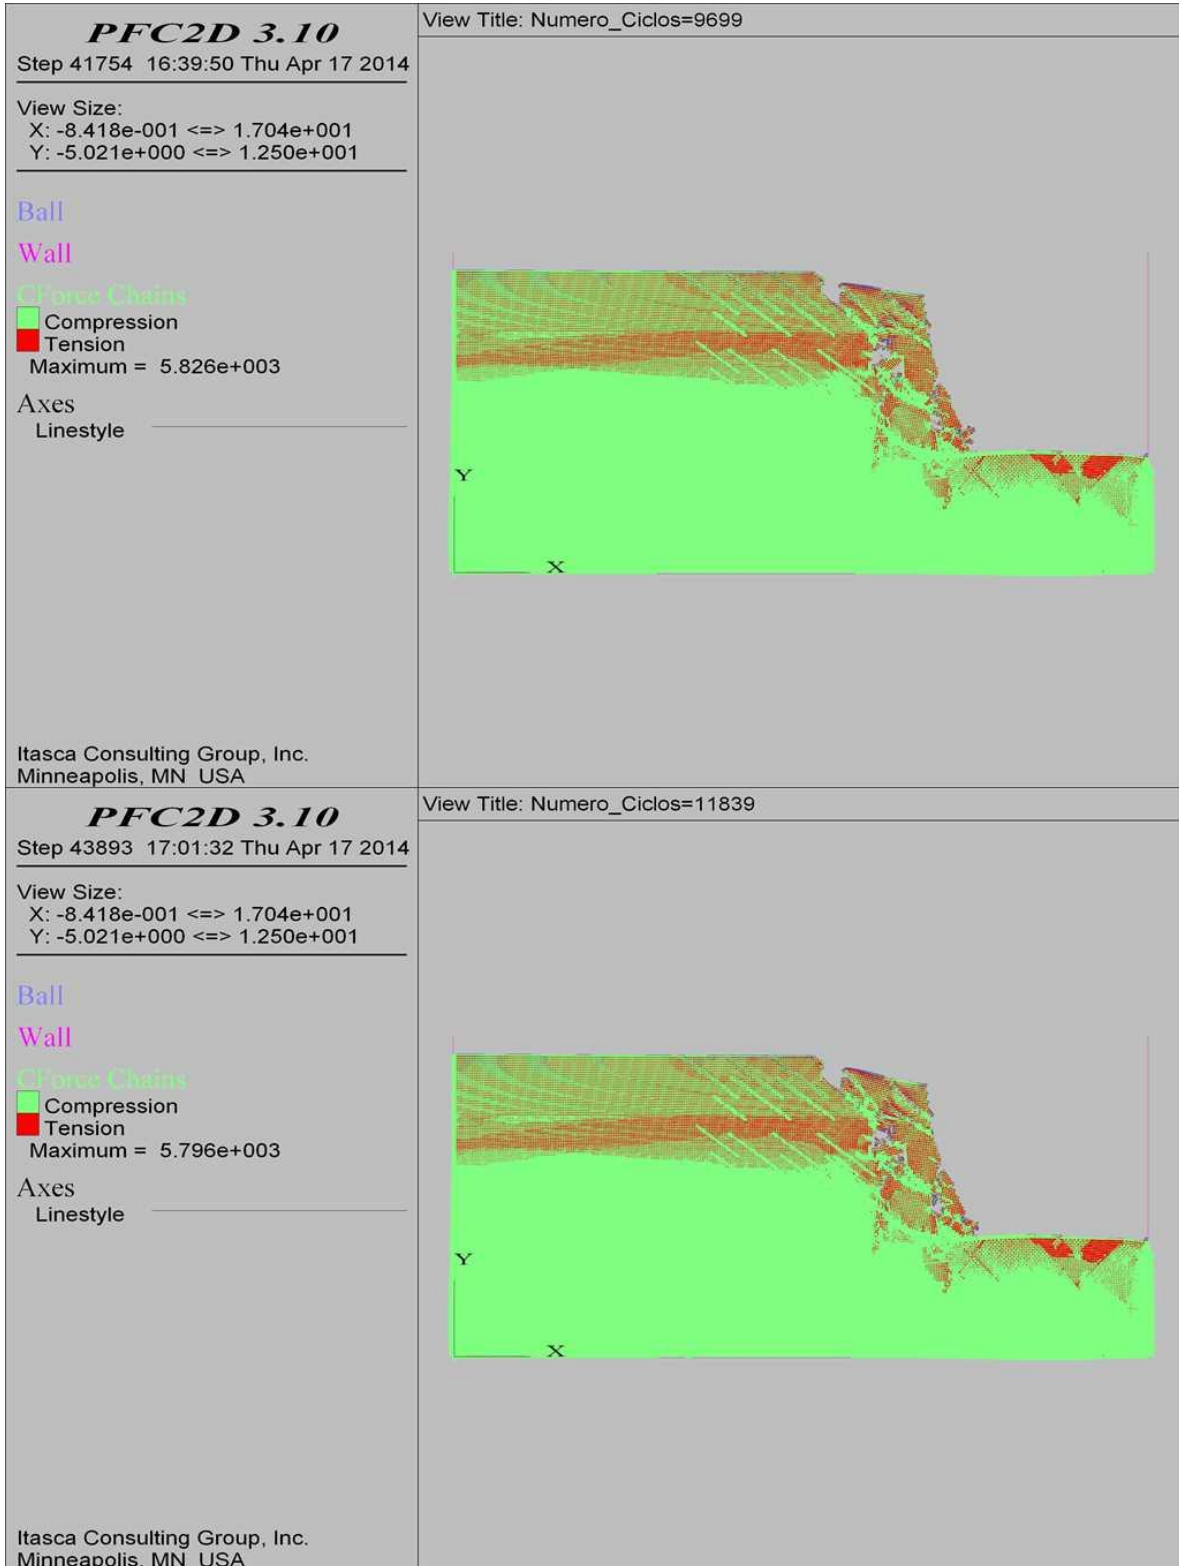 PFC2D 3.10
Step 41754 16:39:50 Thu Apr 17 2014
View Size:
X: -8.418e-001 <=> 1.704e+001
Y: -5.021e+000 <=> 1.250e+001
Ball
Wall
CForce Chains
Compression
Tension
Maximum = 5.826e+003
Axes
Linestyle
Itasca Consulting Group, Inc.
Minneapolis, MN USA
View Title: Numero_Ciclos=9699
Y
X
PFC2D 3.10
Step 43893 17:01:32 Thu Apr 17 2014
View Size:
X: -8.418e-001 <=> 1.704e+001
Y: -5.021e+000 <=> 1.250e+001
Ball
Wall
CForce Chains
Compression
Tension
Maximum = 5.796e+003
Axes
Linestyle
Itasca Consulting Group, Inc.
Minneapolis, MN USA
View Title: Numero_Ciclos=11839
Y
X